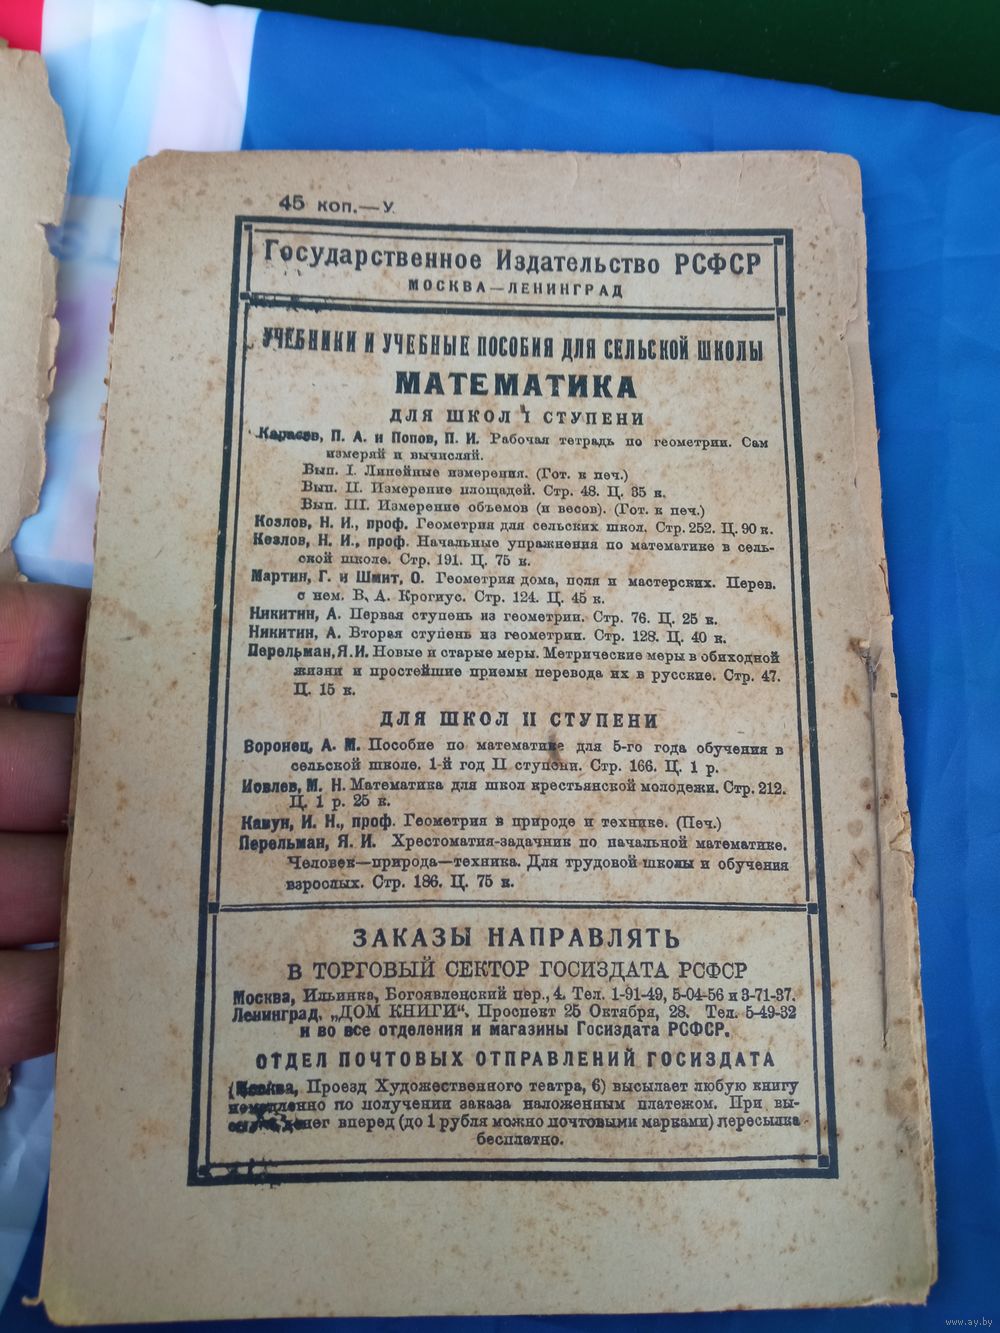 45 коп.—У.
Государственное Издательство РСФСР
МОСКВА—ЛЕНИНГРАД
УЧЕБНИКИ И УЧЕБНЫЕ ПОСОБИЯ ДЛЯ СЕЛЬСКОЙ ШКОЛЫ
МАТЕМАТИКА
ДЛЯ ШКОЛ I СТУПЕНИ
Карасев, П. А. и Попов, П. И. Рабочая тетрадь по геометрии. Сам
измеряй и вычисляй.
Вып. I. Линейные измерения. (Гот. к печ.)
Вып. II. Измерение площадей. Стр. 48. Ц. 35 к.
Вып. III. Измерение объемов (и весов). (Гот. к печ.)
Козлов, Н. И., проф. Геометрия для сельских школ. Стр. 252. Ц. 90 к.
Козлов, Н. И., проф. Начальные упражнения по математике в сель-
ской школе. Стр. 191. Ц. 75 к.
Мартин, Г. и Шмит, О. Геометрия дома, поля и мастерских. Перев.
с нем. В. А. Крогиус. Стр. 124. Ц. 45 к.
Никитин, А. Первая ступень из геометрии. Стр. 76. Ц. 25 к.
Никитин, А. Вторая ступень из геометрии. Стр. 128. Ц. 40 к.
Перельман, Я. И. Новые и старые меры. Метрические меры в обиходной
жизни и простейшие приемы перевода их в русские. Стр. 47.
Ц. 15 к.
ДЛЯ ШКОЛ II СТУПЕНИ
Воронец, А. М. Пособие по математике для 5-го года обучения в
сельской школе. 1-й год II ступени. Стр. 166. Ц. 1 р.
Иовлев, М. Н. Математика для школ крестьянской молодежи. Стр. 212.
Ц. 1 р. 25 к.
Кавун, И. Н., проф. Геометрия в природе и технике. (Печ.)
Перельман, Я. И. Хрестоматия-задачник по начальной математике.
Человек—природа—техника. Для трудовой школы и обучения
взрослых. Стр. 186. Ц. 75 к.
ЗАКАЗЫ НАПРАВЛЯТЬ
В ТОРГОВЫЙ СЕКТОР ГОСИЗДАТА РСФСР
Москва, Ильинка, Богоявленский пер., 4. Тел. 1-91-49, 5-04-56 и 3-71-37.
Ленинград, „ДОМ КНИГИ“. Проспект 25 Октября, 28. Тел. 5-49-32
и во все отделения и магазины Госиздата РСФСР.
ОТДЕЛ ПОЧТОВЫХ ОТПРАВЛЕНИЙ ГОСИЗДАТА
(Москва, Проезд Художественного театра, 6) высылает любую книгу
немедленно по получении заказа наложенным платежом. При вы-
сылке денег вперед (до 1 рубля можно почтовыми марками) пересылка
бесплатно.
www.ay.by